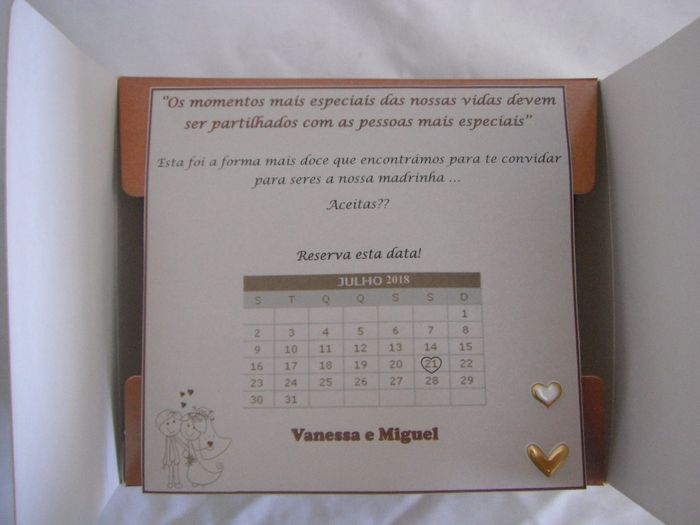 "Os momentos mais especiais das nossas vidas devem
ser partilhados com as pessoas mais especiais"
Esta foi a forma mais doce que encontrámos para te convidar
para seres a nossa madrinha ...
Aceitas??
Reserva esta data!
JULHO 2018
S T Q Q S S D
1
2 3 4 5 6 7 8
9 10 11 12 13 14 15
16 17 18 19 20 21 22
23 24 25 26 27 28 29
30 31
Vanessa e Miguel